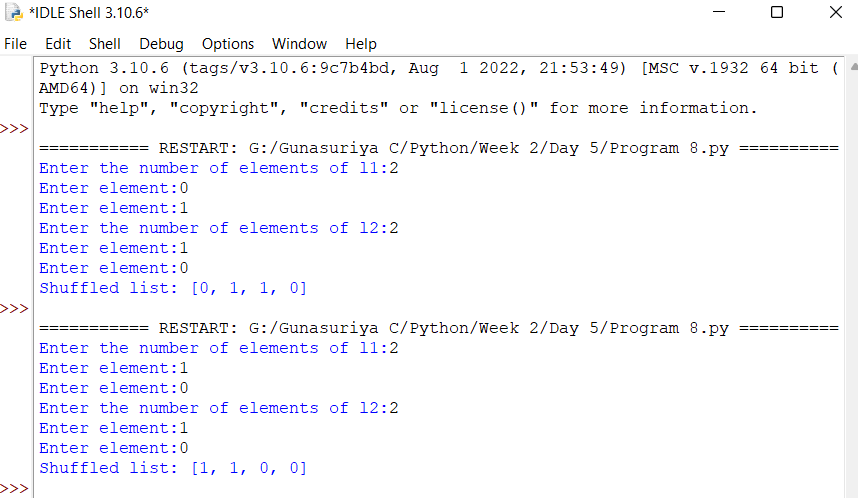 *IDLE Shell 3.10.6*
File Edit Shell Debug Options Window Help
Python 3.10.6 (tags/v3.10.6:9c7b4bd, Aug  1 2022, 21:53:49) [MSC v.1932 64 bit (
AMD64)] on win32
Type "help", "copyright", "credits" or "license()" for more information.
>>>
=========== RESTART: G:/Gunasuriya C/Python/Week 2/Day 5/Program 8.py ==========
Enter the number of elements of l1:2
Enter element:0
Enter element:1
Enter the number of elements of l2:2
Enter element:1
Enter element:0
Shuffled list: [0, 1, 1, 0]
>>>
=========== RESTART: G:/Gunasuriya C/Python/Week 2/Day 5/Program 8.py ==========
Enter the number of elements of l1:2
Enter element:1
Enter element:0
Enter the number of elements of l2:2
Enter element:1
Enter element:0
Shuffled list: [1, 1, 0, 0]
>>>